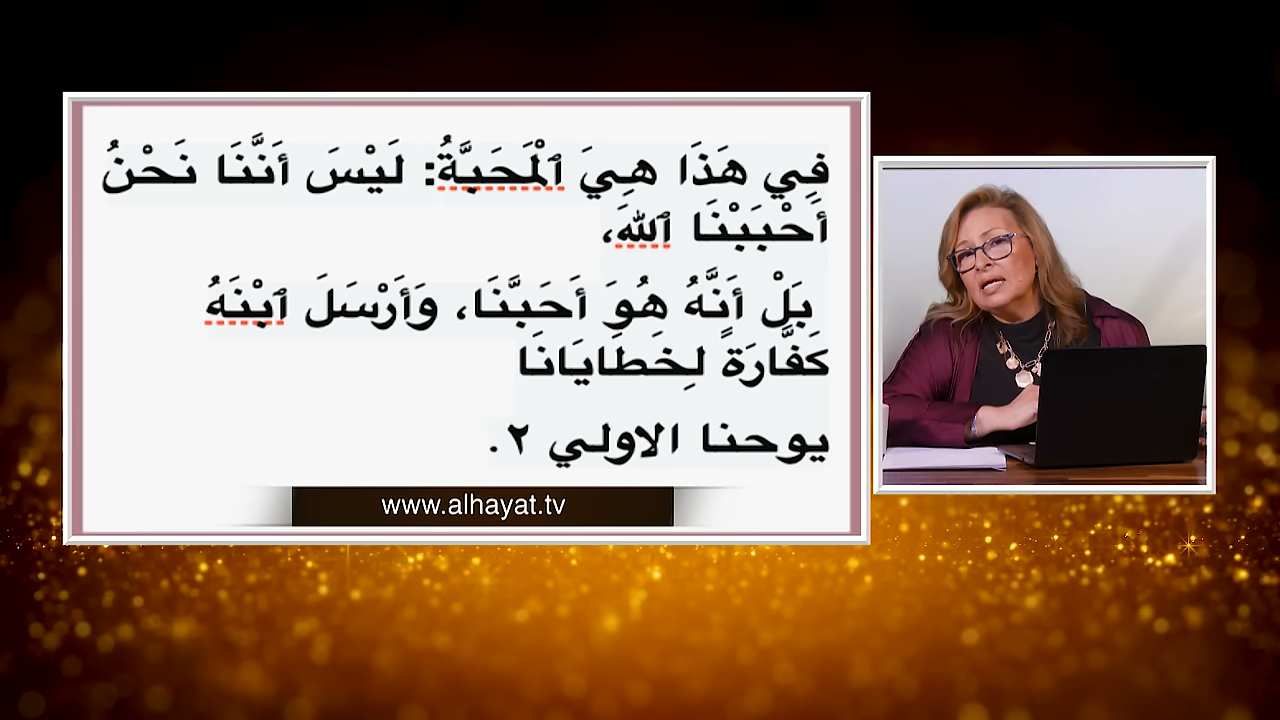 فِي هَذَا هِيَ ٱلْمَحَبَّةُ: لَيْسَ أَنَّنَا نَحْنُ
أَحْبَبْنَا ٱللهَ،
بَلْ أَنَّهُ هُوَ أَحَبَّنَا، وَأَرْسَلَ ٱبْنَهُ
كَفَّارَةً لِخَطَايَانَا
يوحنا الاولي ٢.
www.alhayat.tv